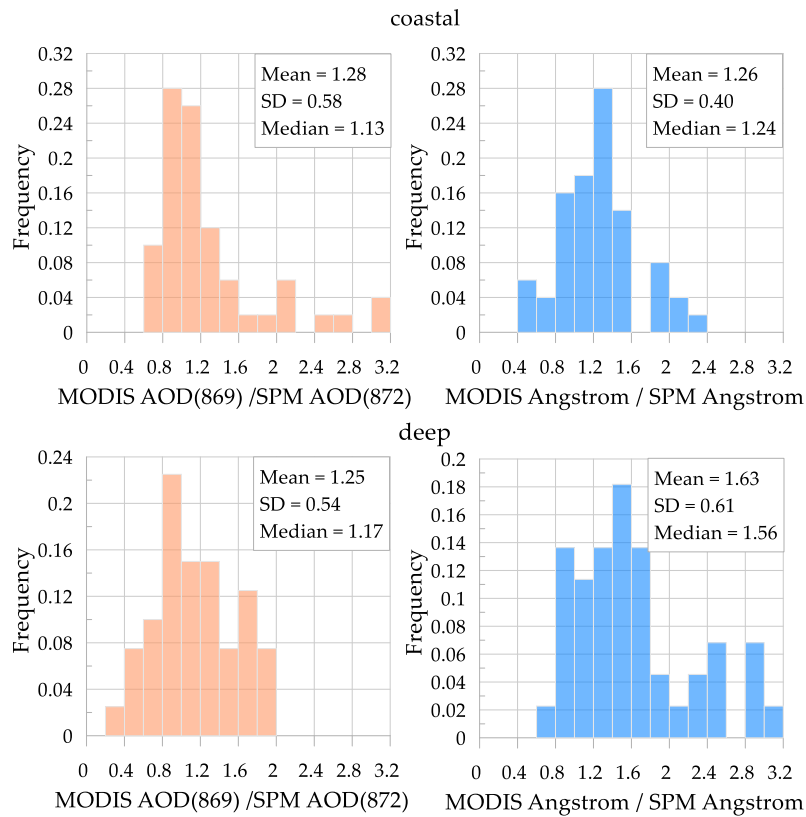 coastal
0.32
0.28
0.24
0.2
0.16
0.12
0.08
0.04
0
Frequency
Mean = 1.28
SD = 0.58
Median = 1.13
0 0.4 0.8 1.2 1.6 2 2.4 2.8 3.2
MODIS AOD(869) /SPM AOD(872)
0.32
0.28
0.24
0.2
0.16
0.12
0.08
0.04
0
Frequency
Mean = 1.26
SD = 0.40
Median = 1.24
0 0.4 0.8 1.2 1.6 2 2.4 2.8 3.2
MODIS Angstrom / SPM Angstrom
deep
0.24
0.2
0.16
0.12
0.08
0.04
0
Frequency
Mean = 1.25
SD = 0.54
Median = 1.17
0 0.4 0.8 1.2 1.6 2 2.4 2.8 3.2
MODIS AOD(869) /SPM AOD(872)
0.2
0.18
0.16
0.14
0.12
0.1
0.08
0.06
0.04
0.02
0
Frequency
Mean = 1.63
SD = 0.61
Median = 1.56
0 0.4 0.8 1.2 1.6 2 2.4 2.8 3.2
MODIS Angstrom / SPM Angstrom